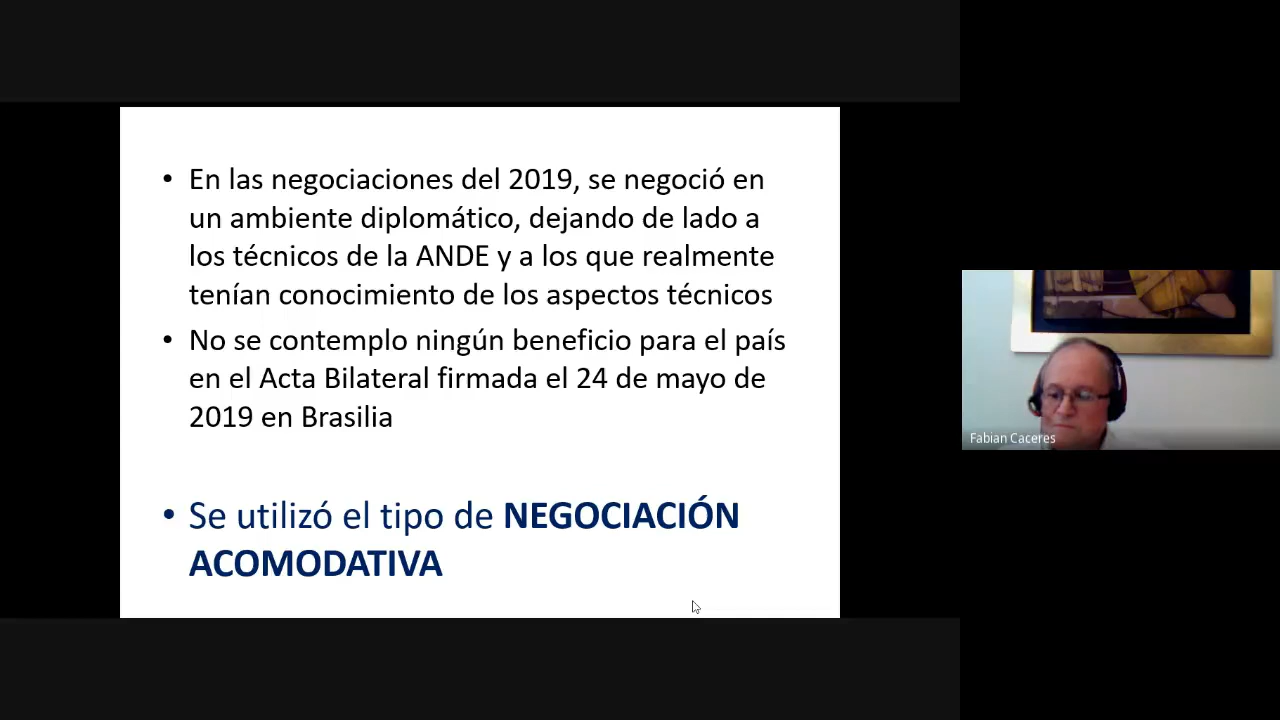 • En las negociaciones del 2019, se negoció en
un ambiente diplomático, dejando de lado a
los técnicos de la ANDE y a los que realmente
tenían conocimiento de los aspectos técnicos
• No se contemplo ningún beneficio para el país
en el Acta Bilateral firmada el 24 de mayo de
2019 en Brasilia
• Se utilizó el tipo de NEGOCIACIÓN
ACOMODATIVA
Fabian Caceres